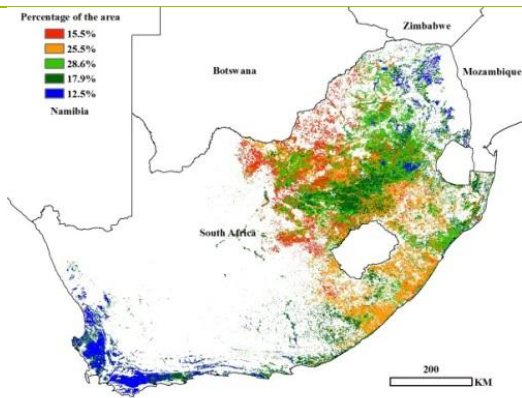 Percentage of the area
15.5%
25.5%
28.6%
17.9%
12.5%
Namibia
Botswana
Zimbabwe
Mozambique
South Africa
200
KM